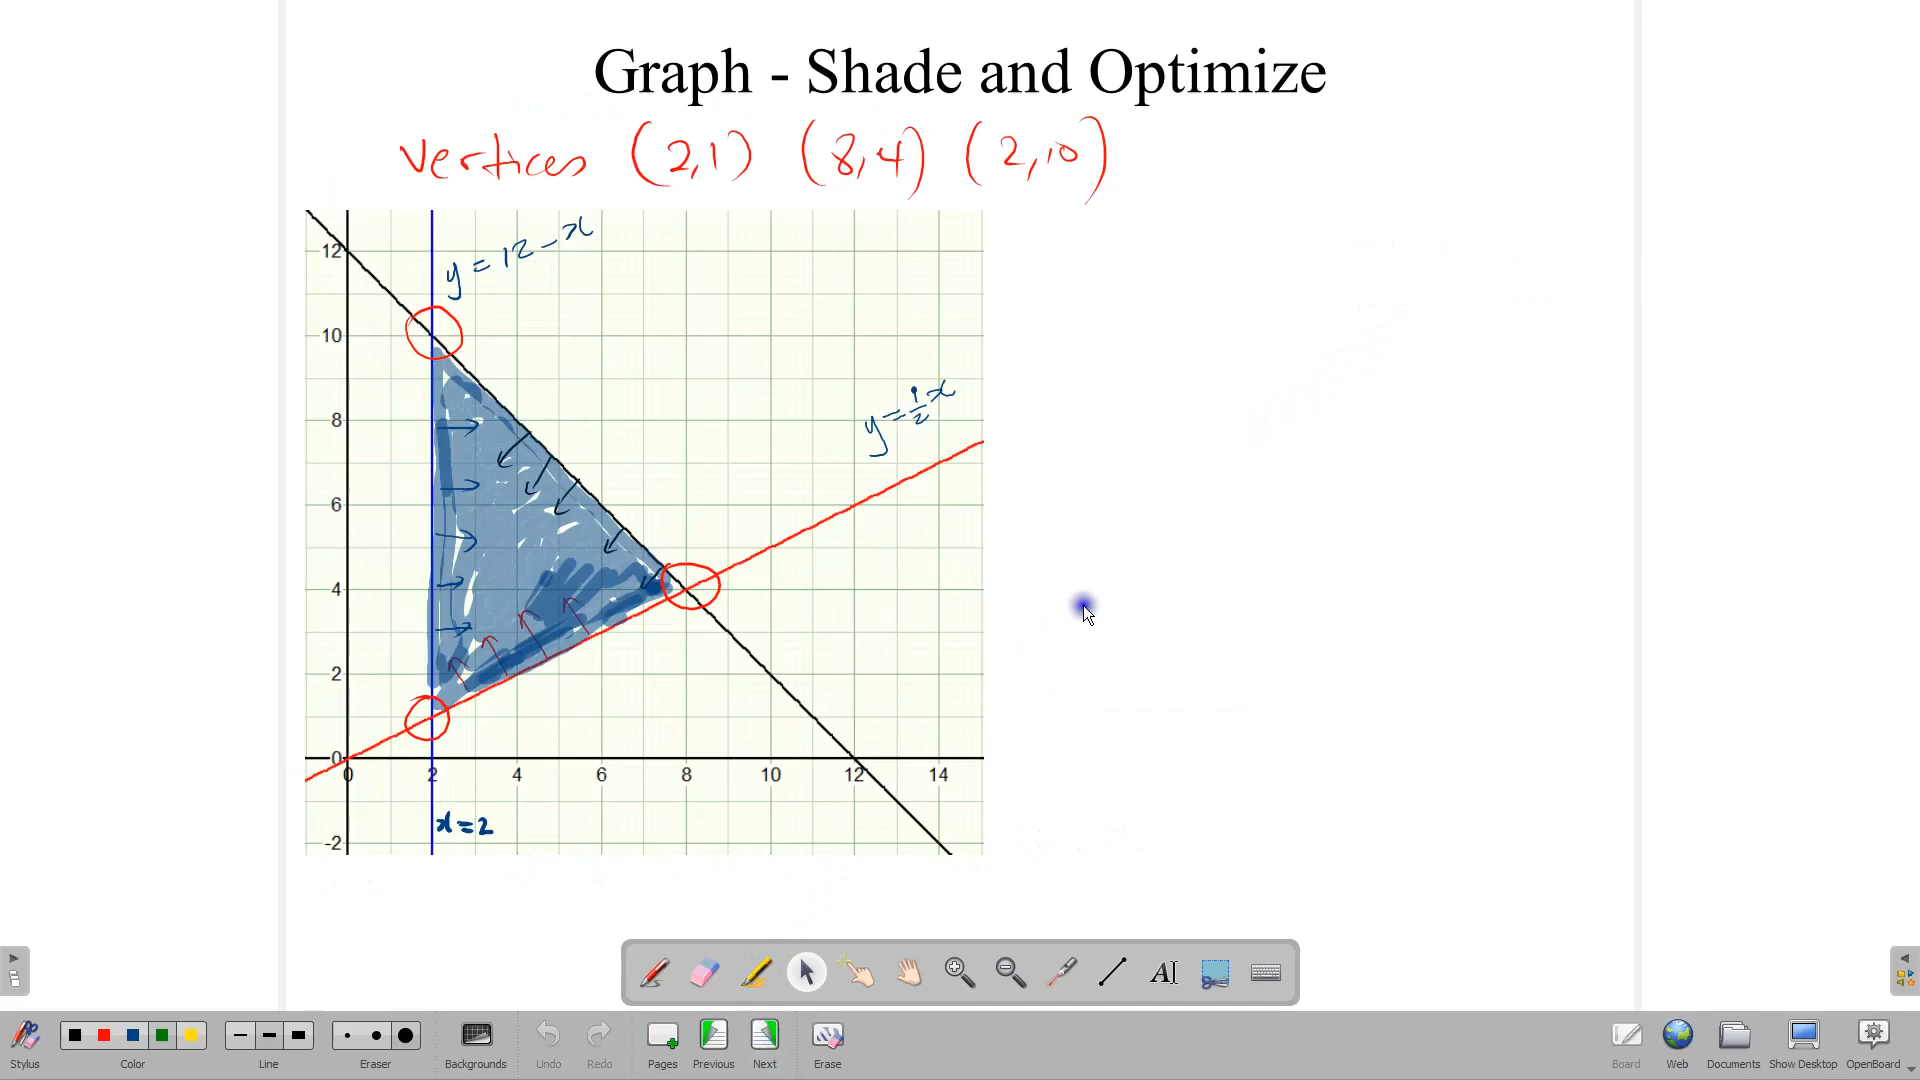 Graph - Shade and Optimize
Vertices (2,1) (8,4) (2,10)
y = 12 - x
12
10
8
6
4
2
0
-2
y = 1/2 x
0 2 4 6 8 10 12 14
x = 2
AI
Stylus Color Line Eraser Backgrounds Undo Redo Pages Previous Next Erase Board Web Documents Show Desktop OpenBoard